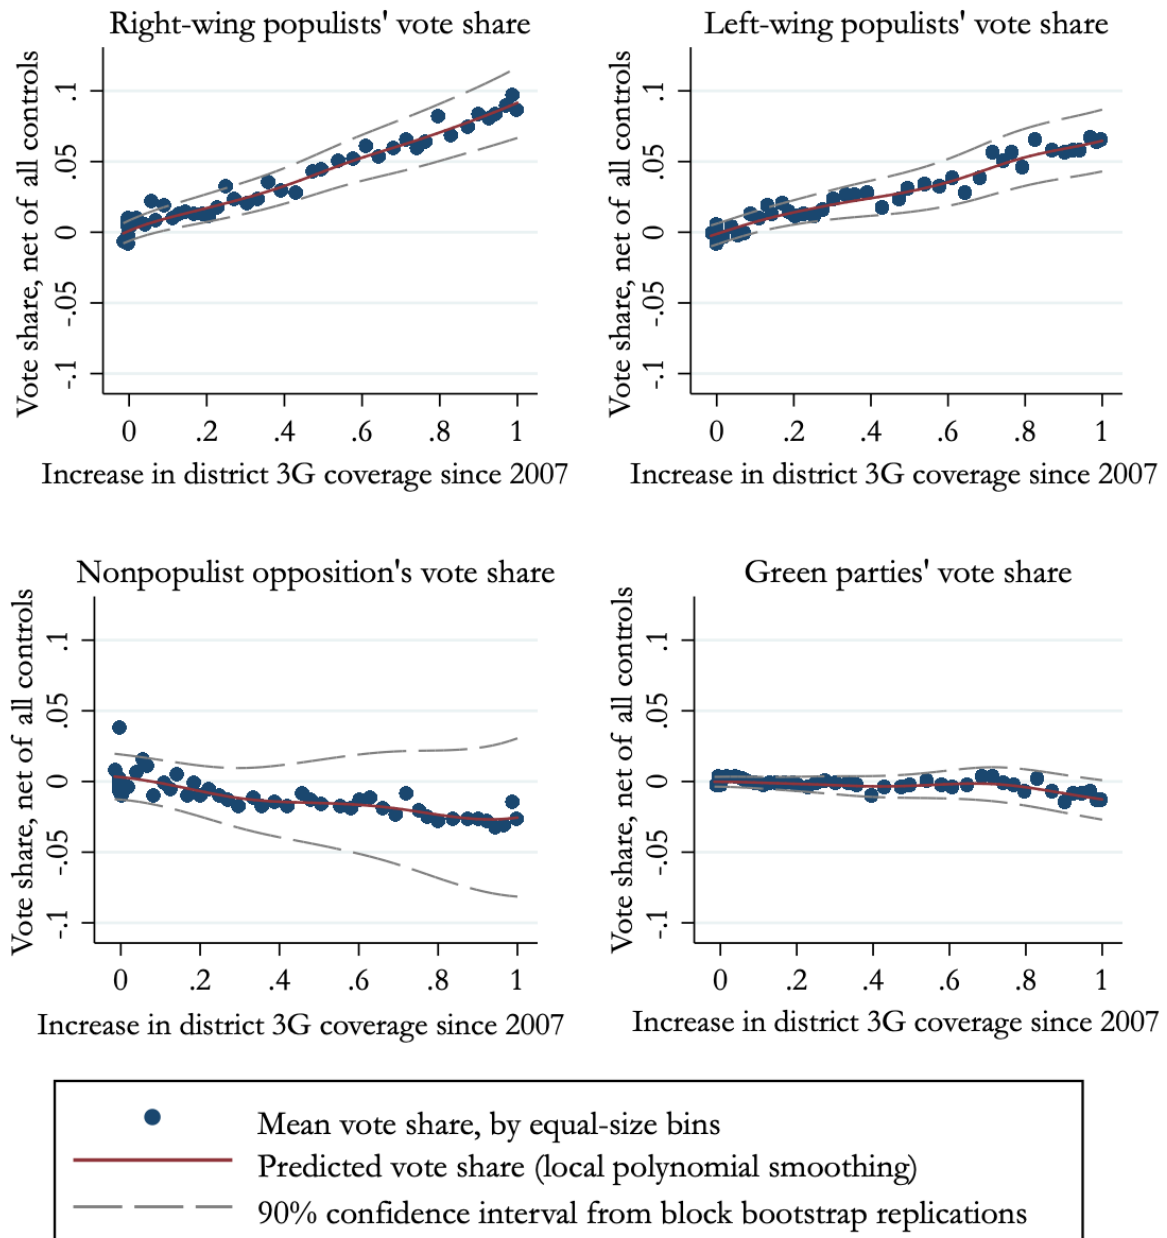 Right-wing populists' vote share
Vote share, net of all controls
.1
.05
0
-.05
-.1
0 .2 .4 .6 .8 1
Increase in district 3G coverage since 2007
Left-wing populists' vote share
Vote share, net of all controls
.1
.05
0
-.05
-.1
0 .2 .4 .6 .8 1
Increase in district 3G coverage since 2007
Nonpopulist opposition's vote share
Vote share, net of all controls
.1
.05
0
-.05
-.1
0 .2 .4 .6 .8 1
Increase in district 3G coverage since 2007
Green parties' vote share
Vote share, net of all controls
.1
.05
0
-.05
-.1
0 .2 .4 .6 .8 1
Increase in district 3G coverage since 2007
Mean vote share, by equal-size bins
Predicted vote share (local polynomial smoothing)
90% confidence interval from block bootstrap replications